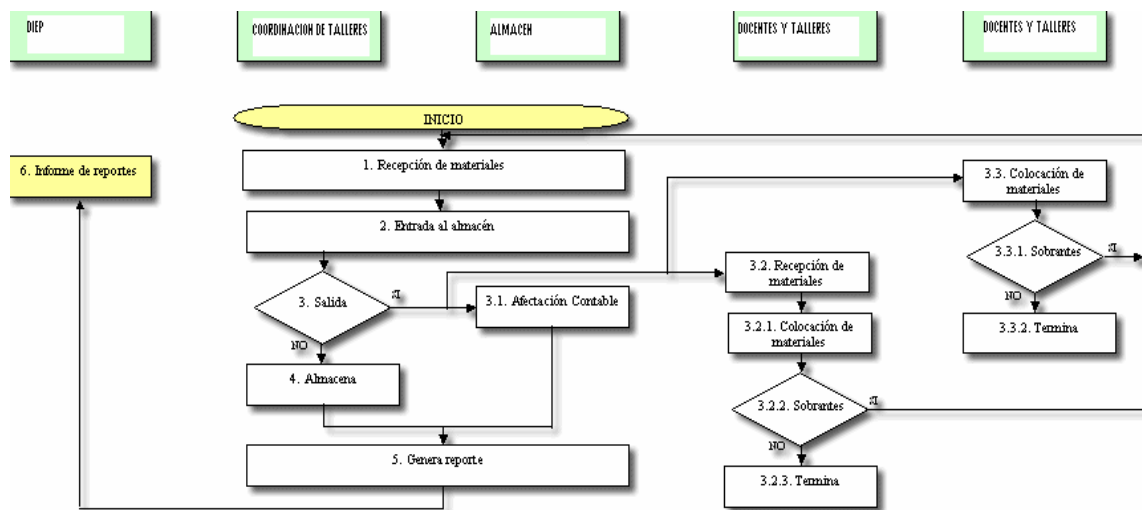 DIEP
COORDINACION DE TALLERES
ALMACEN
DOCENTES Y TALLERES
DOCENTES Y TALLERES
INICIO
1. Recepción de materiales
6. Informe de reportes
3.3. Colocación de
materiales
2. Entrada al almacén
3.3.1. Sobrantes
SI
3.2. Recepción de
materiales
3. Salida
SI
3.1. Afectación Contable
NO
3.2.1. Colocación de
materiales
3.3.2. Termina
NO
4. Almacena
3.2.2. Sobrantes
SI
NO
5. Genera reporte
3.2.3. Termina